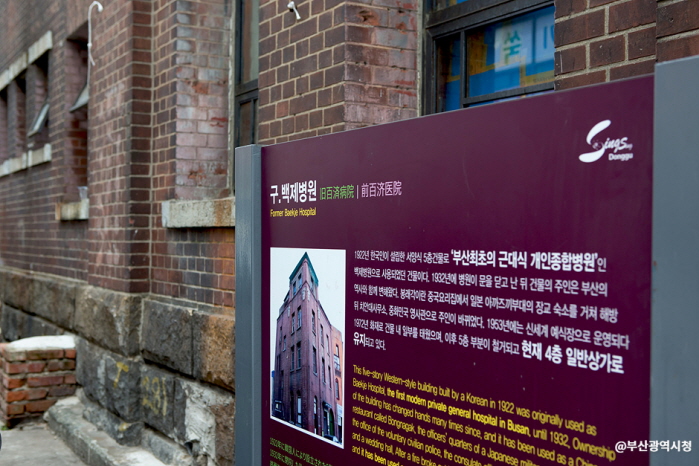 Sings
Donggu
구. 백제병원 旧百済病院 | 前百济医院
Former Baekje Hospital
1922년 한국인이 설립한 서양식 5층건물로 '부산최초의 근대식 개인종합병원'인
백제병원으로 사용되었던 건물이다. 1932년에 병원이 문을 닫고 난 뒤 건물의 주인은 부산의
역사와 함께 변해왔다. 봉래각이란 중국요리집에서 일본 아까즈끼부대의 장교 숙소를 거쳐 해방
뒤 치안대사무소, 중화민국 영사관으로 주인이 바뀌었다. 1953년에는 신세계 예식장으로 운영되다
1972년 화재로 건물 내 일부를 태웠으며, 이후 5층 부분이 철거되고 현재 4층 일반상가로
유지되고 있다.
This five-story Western-style building built by a Korean in 1922 was originally used as
Baekje Hospital, the first modern private general hospital in Busan, until 1932. Ownership
of the building has changed hands many times since, and it has been used as a Chinese
restaurant called Bongnagak, the officers' quarters of a Japanese
the office of the voluntary civilian police, the consulate
and a wedding hall. After a fire broke
and it has been used
@부산광역시청